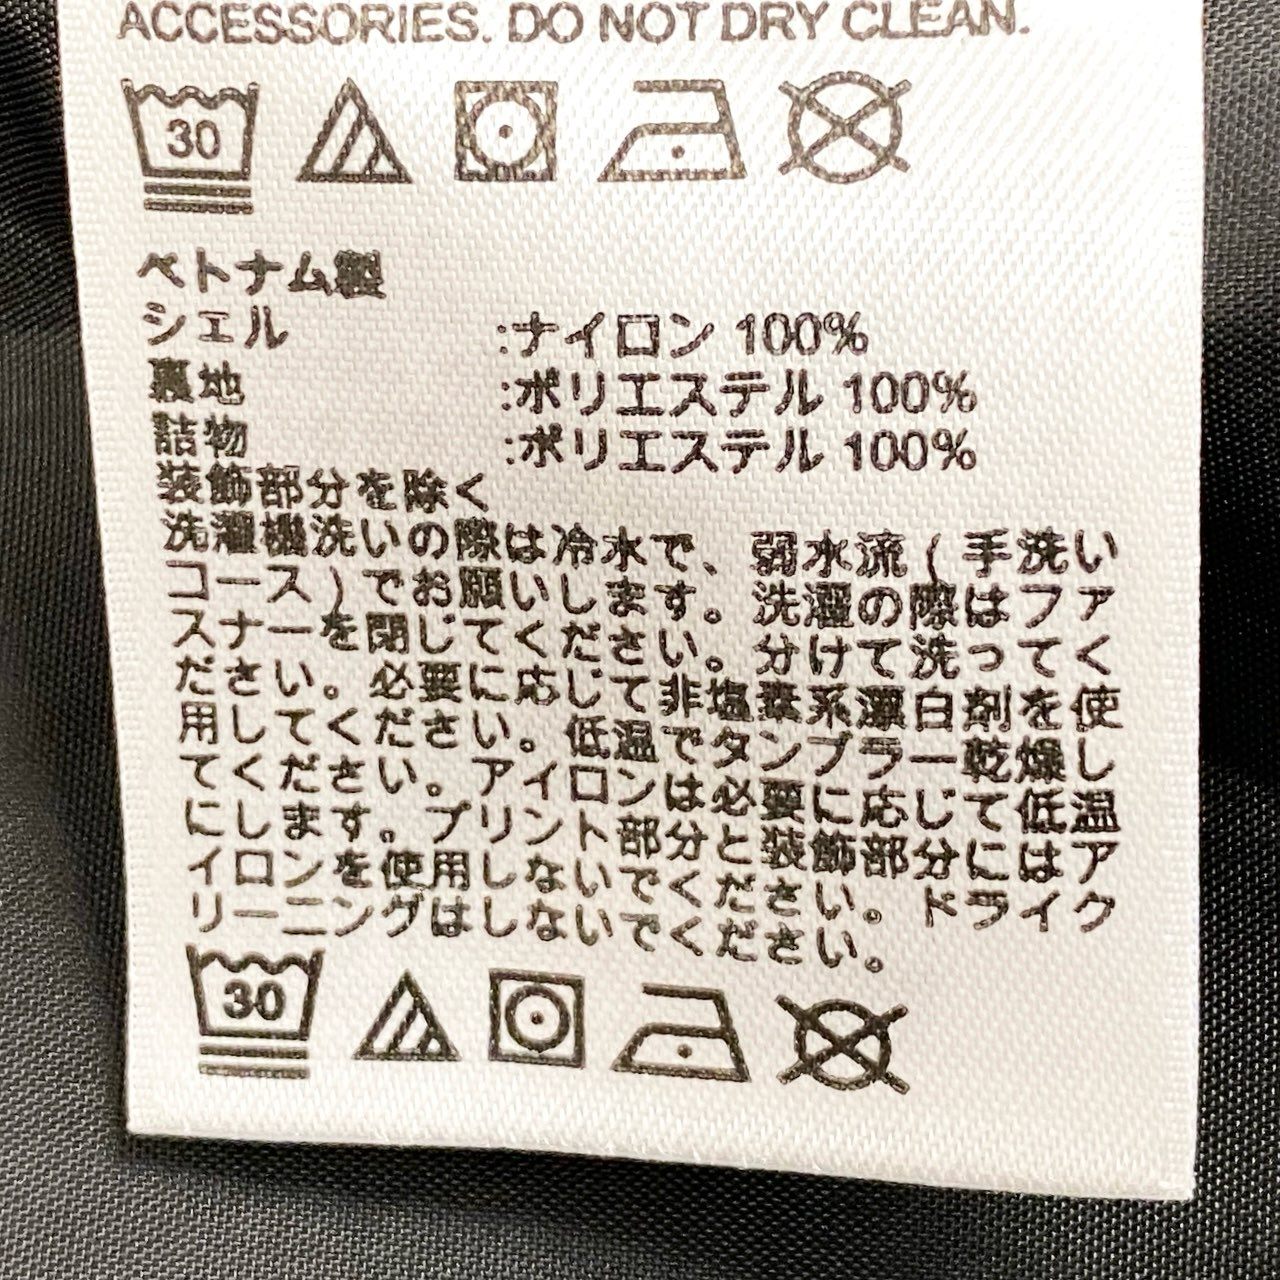 ACCESSORIES. DO NOT DRY CLEAN.
30
ベトナム製
シェル :ナイロン 100%
裏地 :ポリエステル 100%
詰物 :ポリエステル 100%
装飾部分を除く
洗濯機洗いの際は冷水で、弱水流(手洗い
コース)でお願いします。洗濯の際はファ
スナーを閉じてください。分けて洗ってく
ださい。必要に応じて非塩素系漂白剤を使
用してください。低温でタンブラー乾燥し
てください。アイロンは必要に応じて低温
にします。プリント部分と装飾部分にはア
イロンを使用しないでください。ドライク
リーニングはしないでください。
30